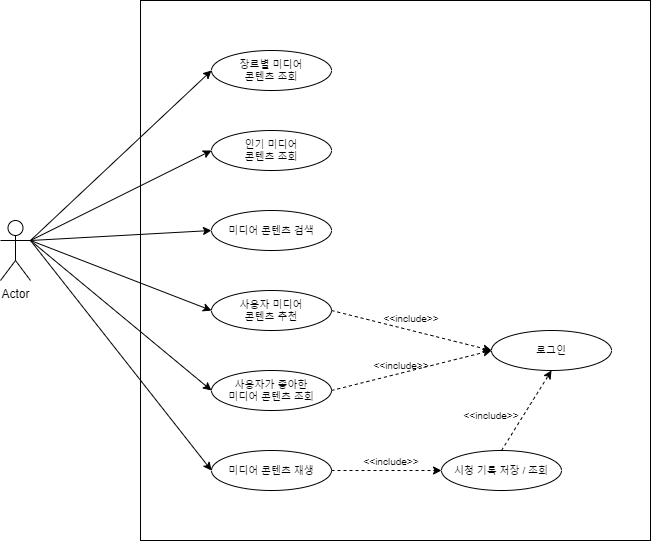 장르별 미디어
콘텐츠 조회
인기 미디어
콘텐츠 조회
미디어 콘텐츠 검색
Actor
사용자 미디어
콘텐츠 추천
<<include>>
로그인
<<include>>
사용자가 좋아한
미디어 콘텐츠 조회
<<include>>
미디어 콘텐츠 재생
<<include>>
시청 기록 저장 / 조회